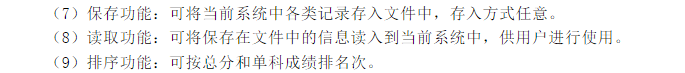 （7）保存功能：可将当前系统中各类记录存入文件中，存入方式任意。
（8）读取功能：可将保存在文件中的信息读入到当前系统中，供用户进行使用。
（9）排序功能：可按总分和单科成绩排名次。